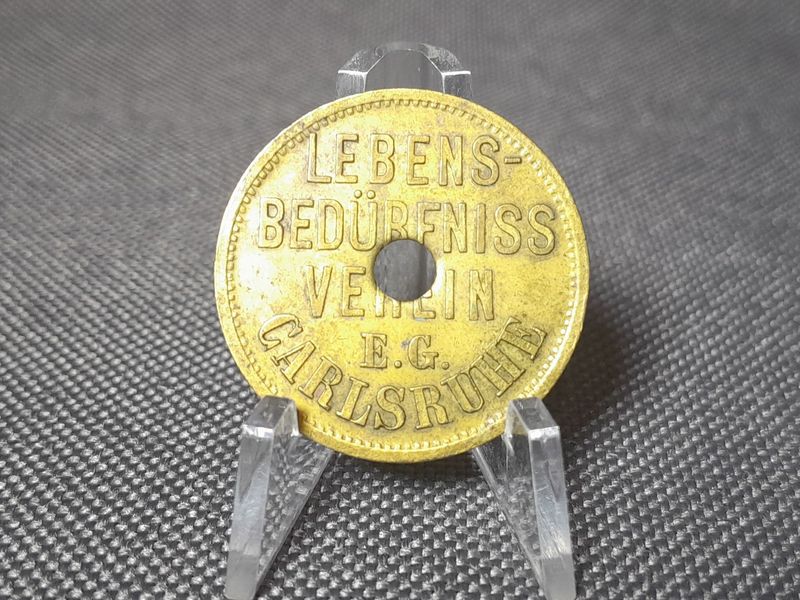 LEBENS-
BEDÜRFNISS
VEREIN
E.G.
CARLSRUHE